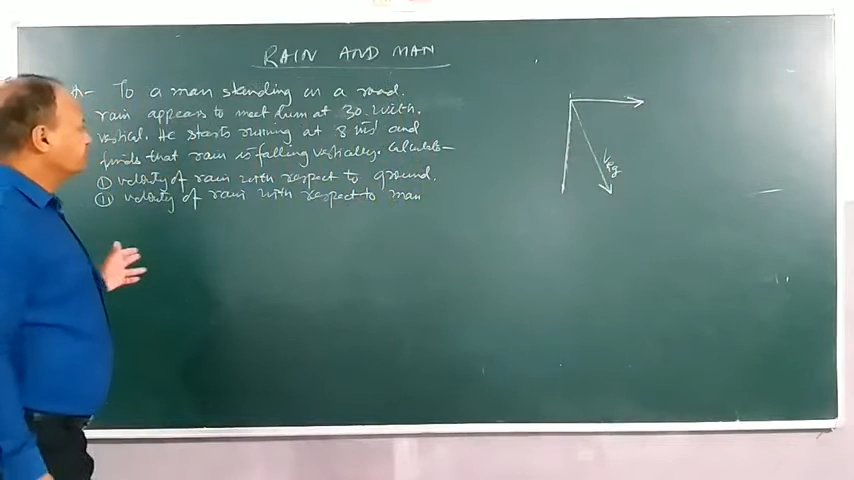 RAIN AND MAN
To a man standing on a road.
rain appears to meet him at 30° with
vertical. He starts running at 8 ms¹ and
finds that rain is falling vertically. Calculate-
(i) velocity of rain with respect to ground.
(ii) velocity of rain with respect to man
VRg